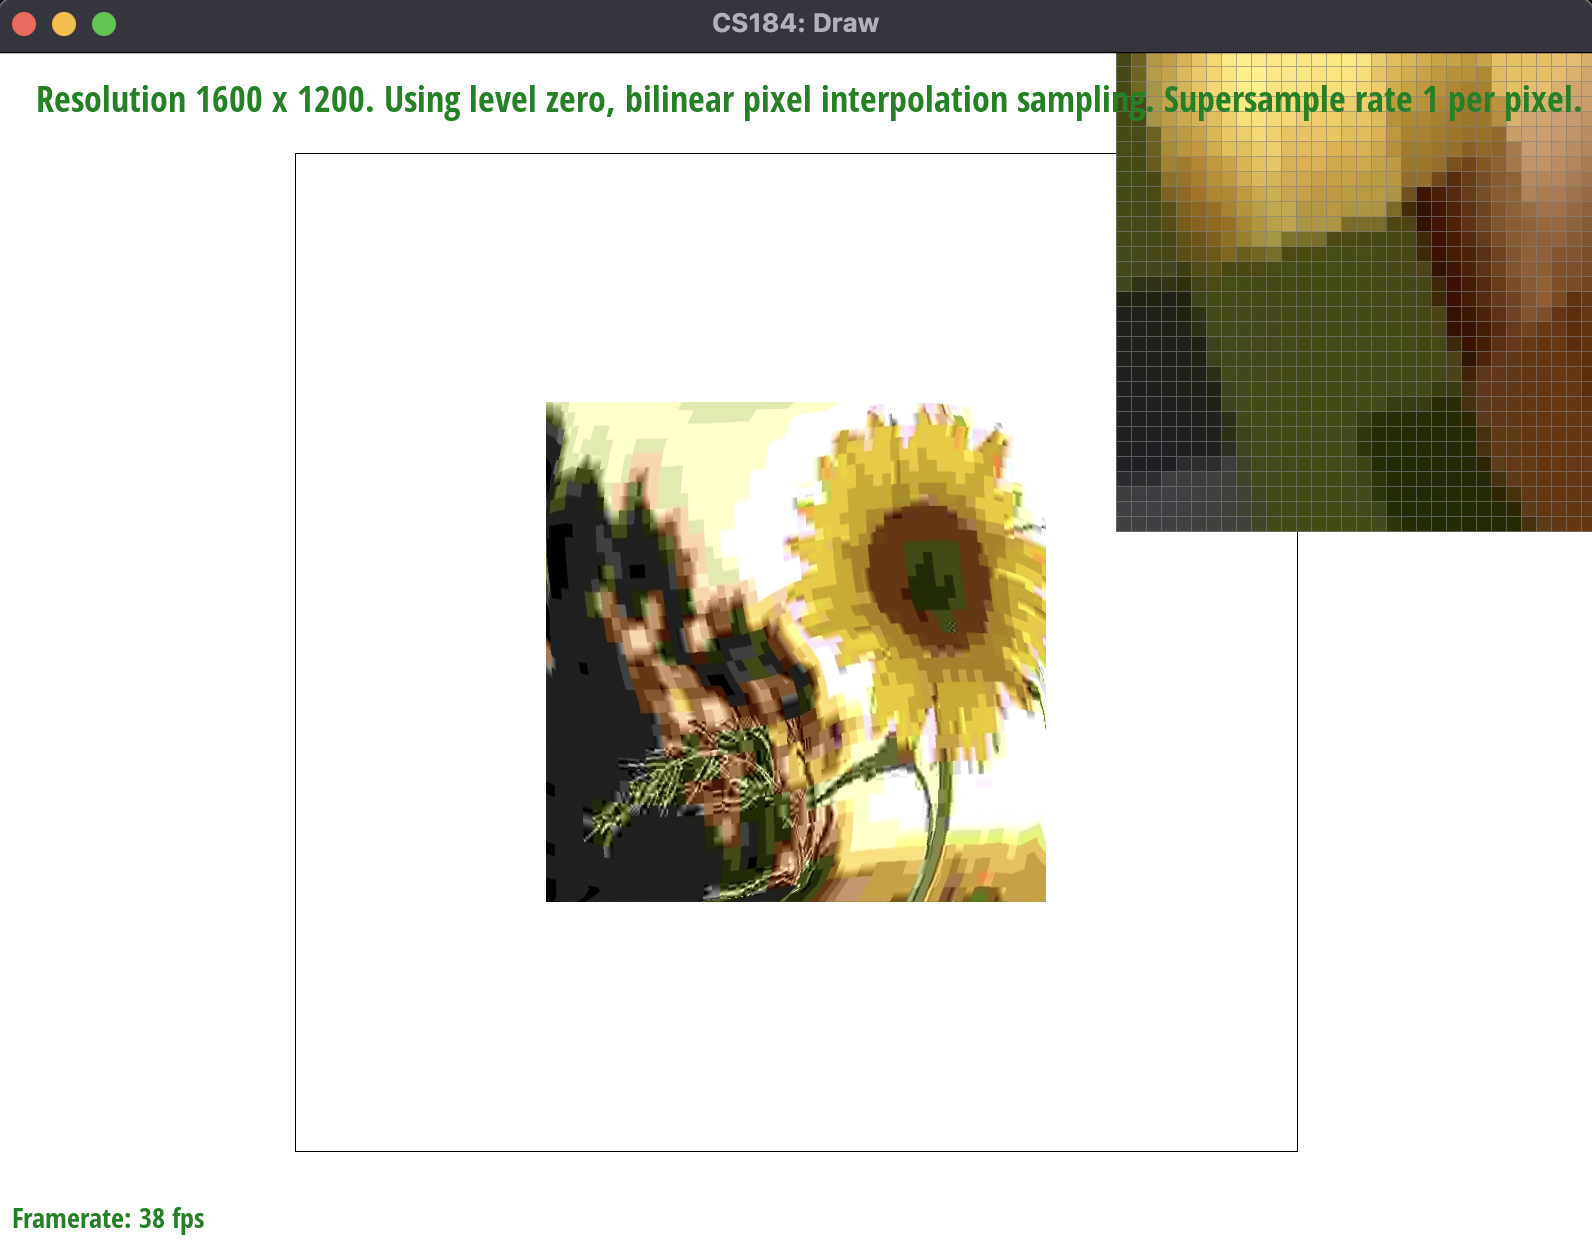 CS184: Draw
Resolution 1600 x 1200. Using level zero, bilinear pixel interpolation sampling. Supersample rate 1 per pixel.
Framerate: 38 fps